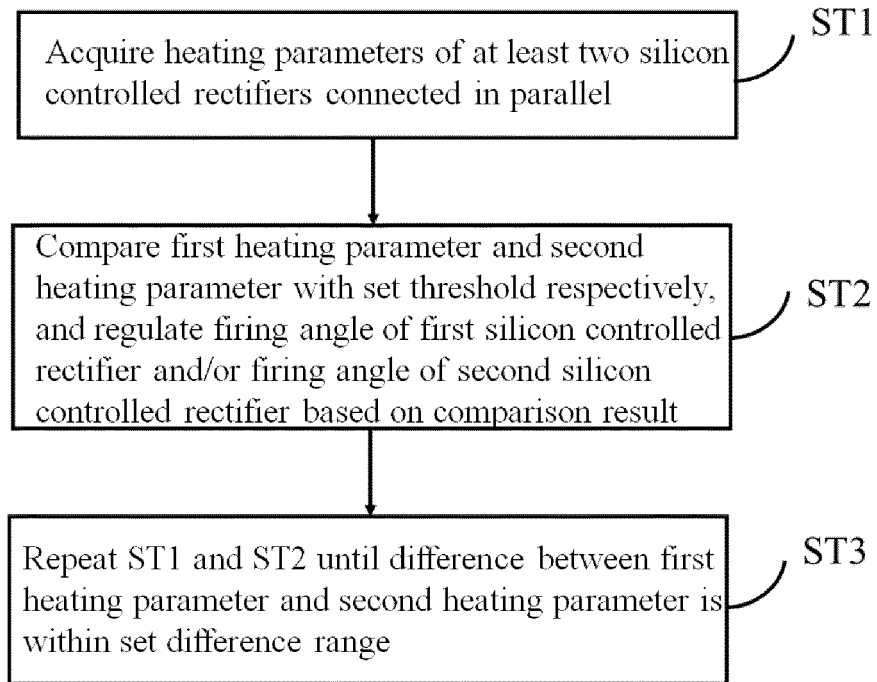 ST1
Acquire heating parameters of at least two silicon
controlled rectifiers connected in parallel
Compare first heating parameter and second
heating parameter with set threshold respectively,
and regulate firing angle of first silicon controlled
rectifier and/or firing angle of second silicon
controlled rectifier based on comparison result
ST2
Repeat ST1 and ST2 until difference between first
heating parameter and second heating parameter is
within set difference range
ST3